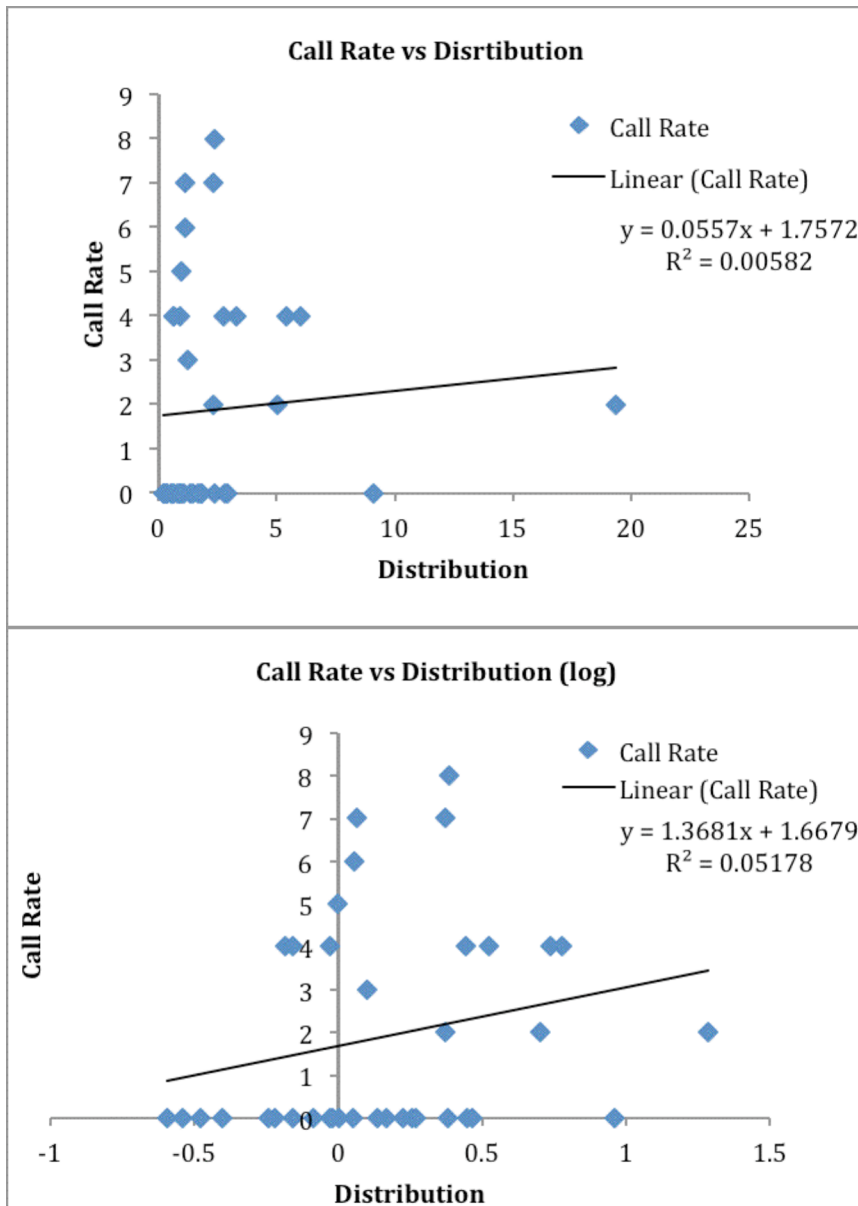 Call Rate vs Disrtibution
9
8
7
6
5
4
3
2
1
0
Call Rate
Call Rate
Linear (Call Rate)
y = 0.0557x + 1.7572
R² = 0.00582
0 5 10 15 20 25
Distribution
Call Rate vs Distribution (log)
9
8
7
6
5
4
3
2
1
0
Call Rate
Call Rate
Linear (Call Rate)
y = 1.3681x + 1.6679
R² = 0.05178
-1 -0.5 0 0.5 1 1.5
Distribution